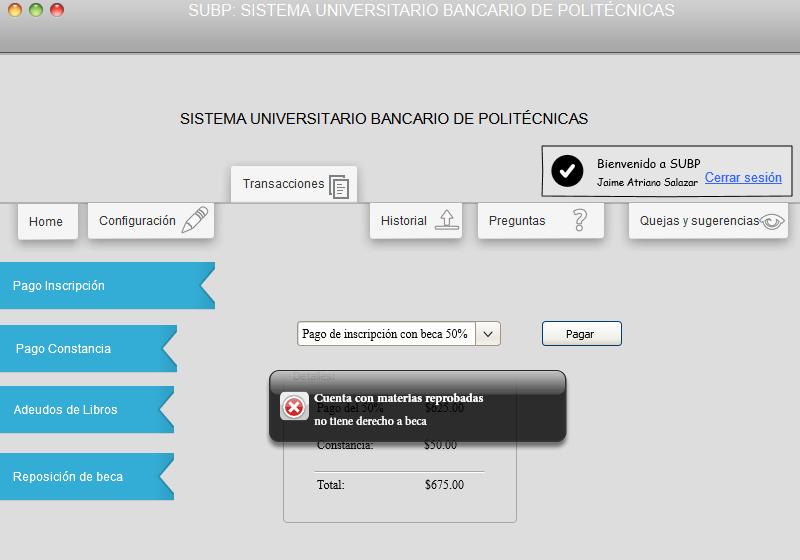 SUBP: SISTEMA UNIVERSITARIO BANCARIO DE POLITÉCNICAS
SISTEMA UNIVERSITARIO BANCARIO DE POLITÉCNICAS
Bienvenido a SUBP
Jaime Atriano Salazar
Cerrar sesión
Transacciones
Home
Configuración
Historial
Preguntas
Quejas y sugerencias
Pago Inscripción
Pago Constancia
Adeudos de Libros
Reposición de beca
Pago de inscripción con beca 50%
Pagar
Detalles:
Cuenta con materias reprobadas
Pago del 50% $625.00
no tiene derecho a beca
Constancia: $50.00
Total: $675.00